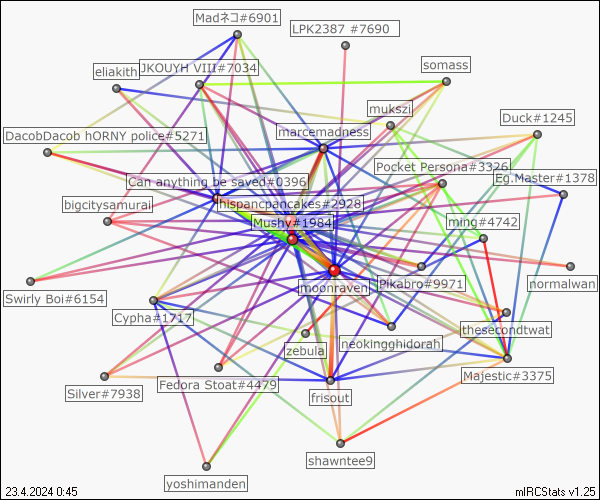 Madネコ#6901
LPK2387 #7690
JKOUYH VIII#7034
somass
eliakith
mukszi
Duck#1245
marcemadness
DacobDacob hORNY police#5271
Pocket Persona#3326
Eg.Master#1378
Can anything be saved#0396
hispancpancakes#2928
bigcitysamurai
Mushy#1984
ming#4742
moonraven
Pikabro#9971
normalwan
Swirly Boi#6154
Cypha#1717
thesecondtwat
neokingghidorah
zebula
Majestic#3375
Fedora Stoat#4479
Silver#7938
frisout
shawntee9
yoshimanden
23.4.2024 0:45
mIRCStats v1.25